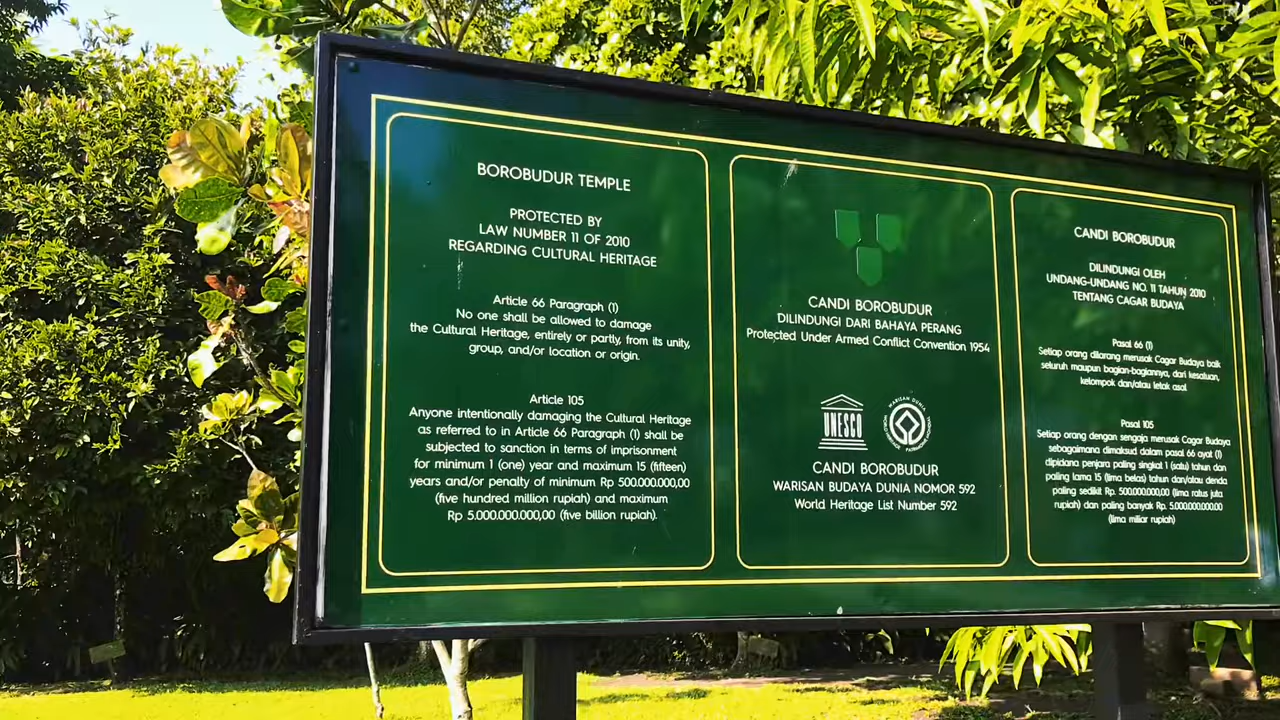 BOROBUDUR TEMPLE
PROTECTED BY
LAW NUMBER 11 OF 2010
REGARDING CULTURAL HERITAGE
Article 66 Paragraph (1)
No one shall be allowed to damage
the Cultural Heritage, entirely or partly, from its unity,
group, and/or location or origin.
Article 105
Anyone intentionally damaging the Cultural Heritage
as referred to in Article 66 Paragraph (1) shall be
subjected to sanction in terms of imprisonment
for minimum 1 (one) year and maximum 15 (fifteen)
years and/or penalty of minimum Rp 500.000.000,00
(five hundred million rupiah) and maximum
Rp 5.000.000.000,00 (five billion rupiah).
CANDI BOROBUDUR
DILINDUNGI DARI BAHAYA PERANG
Protected Under Armed Conflict Convention 1954
UNESCO
WARISAN DUNIA
CANDI BOROBUDUR
WARISAN BUDAYA DUNIA NOMOR 592
World Heritage List Number 592
CANDI BOROBUDUR
DILINDUNGI OLEH
UNDANG-UNDANG NO. 11 TAHUN 2010
TENTANG CAGAR BUDAYA
Pasal 66 (1)
Setiap orang dilarang merusak Cagar Budaya baik
seluruh maupun bagian-bagiannya, dari kesatuan,
kelompok dan/atau letak asal.
Pasal 105
Setiap orang dengan sengaja merusak Cagar Budaya
sebagaimana dimaksud dalam pasal 66 ayat (1)
dipidana penjara paling singkat 1 (satu) tahun dan
paling lama 15 (lima belas) tahun dan/atau denda
paling sedikit Rp. 500.000.000,00 (lima ratus juta
rupiah) dan paling banyak Rp. 5.000.000.000.00
(lima miliar rupiah)